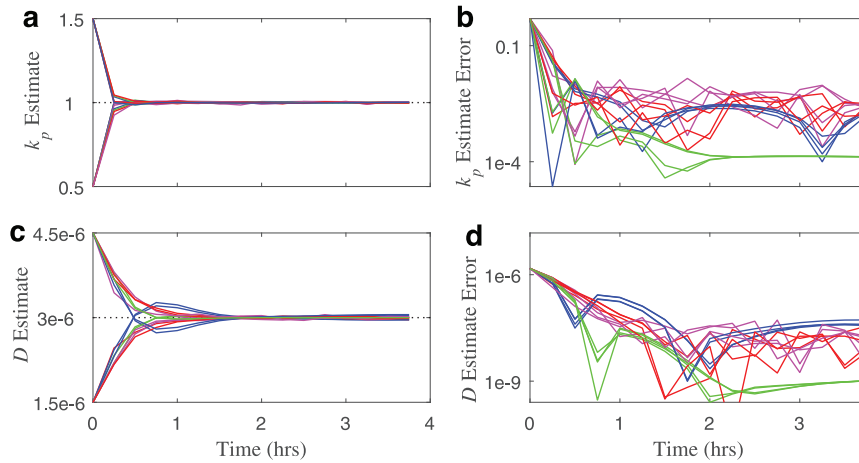 a
1.5
1
0.5
k_p Estimate
b
0.1
1e-4
k_p Estimate Error
c
4.5e-6
3e-6
1.5e-6
D Estimate
0
1
2
3
4
Time (hrs)
d
1e-6
1e-9
D Estimate Error
0
1
2
3
Time (hrs)